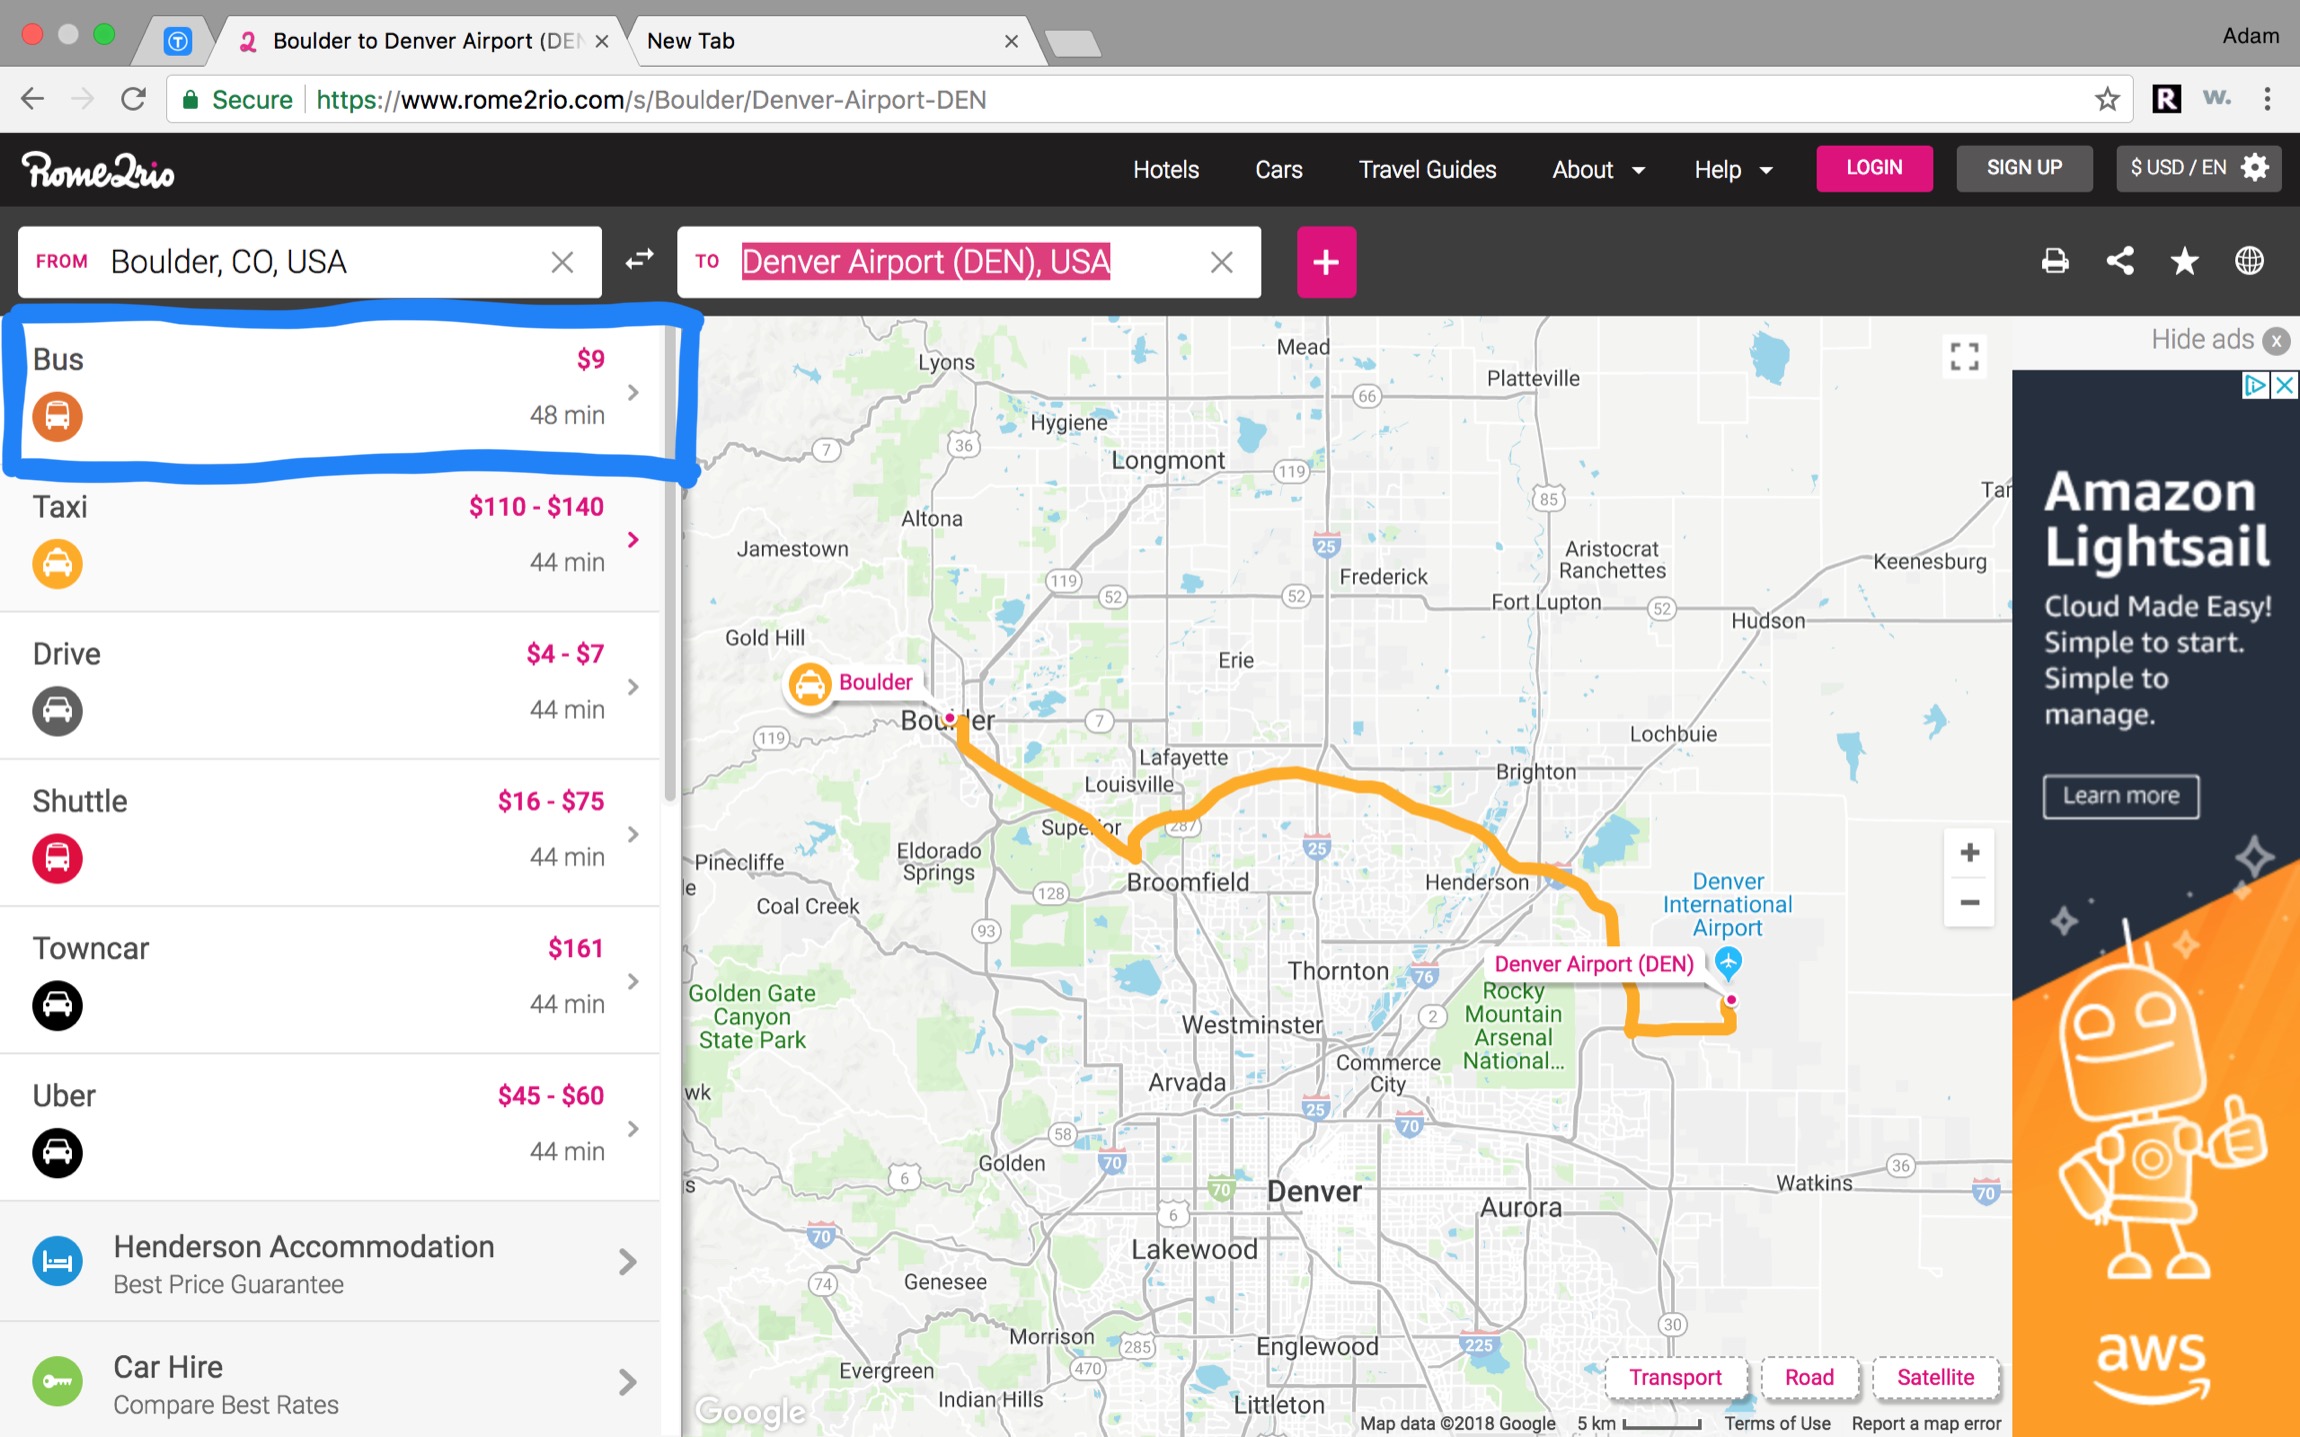 Adam
Boulder to Denver Airport (DEN
New Tab
Secure https://www.rome2rio.com/s/Boulder/Denver-Airport-DEN
R
w.
Rome2rio
Hotels
Cars
Travel Guides
About
Help
LOGIN
SIGN UP
$ USD / EN
FROM Boulder, CO, USA
TO Denver Airport (DEN), USA
+
Bus
$9
48 min
Taxi
$110 - $140
44 min
Drive
$4 - $7
44 min
Shuttle
$16 - $75
44 min
Towncar
$161
44 min
Uber
$45 - $60
44 min
Henderson Accommodation
Best Price Guarantee
Car Hire
Compare Best Rates
Mead
Lyons
Platteville
66
Hygiene
36
7
Longmont
119
85
Tar
Altona
Jamestown
25
Aristocrat
Ranchettes
Keenesburg
Frederick
119
52
52
Fort Lupton
52
Hudson
Gold Hill
Erie
Boulder
Boulder
7
119
Lochbuie
Lafayette
Louisville
Brighton
Superior
287
25
Eldorado
Springs
Pinecliffe
le
Broomfield
Henderson
Denver
International
Airport
128
Coal Creek
93
Denver Airport (DEN)
Thornton
76
Golden Gate
Canyon
State Park
Rocky
Mountain
Arsenal
National...
2
Westminster
Commerce
City
Arvada
wk
25
70
58
Golden
70
6
s
70
Denver
Watkins
36
70
Aurora
6
70
Lakewood
Genesee
74
Morrison
285
Englewood
225
30
Evergreen
470
Indian Hills
Littleton
Transport
Road
Satellite
Google
Map data ©2018 Google
5 km
Terms of Use
Report a map error
Hide ads x
Amazon
Lightsail
Cloud Made Easy!
Simple to start.
Simple to
manage.
Learn more
aws